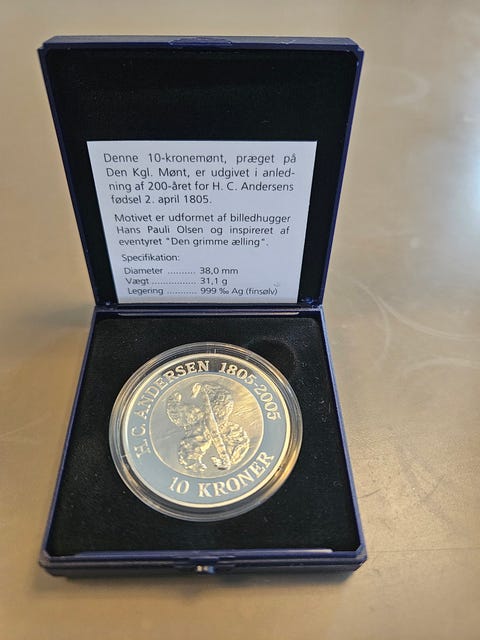 Denne 10-kronemønt, præget på
Den Kgl. Mønt, er udgivet i anled-
ning af 200-året for H. C. Andersens
fødsel 2. april 1805.
Motivet er udformet af billedhugger
Hans Pauli Olsen og inspireret af
eventyret "Den grimme ælling".
Specifikation:
Diameter .......... 38,0 mm
Vægt ................ 31,1 g
Legering ........... 999 ‰ Ag (finsølv)
H. C. ANDERSEN 1805-2005
10 KRONER